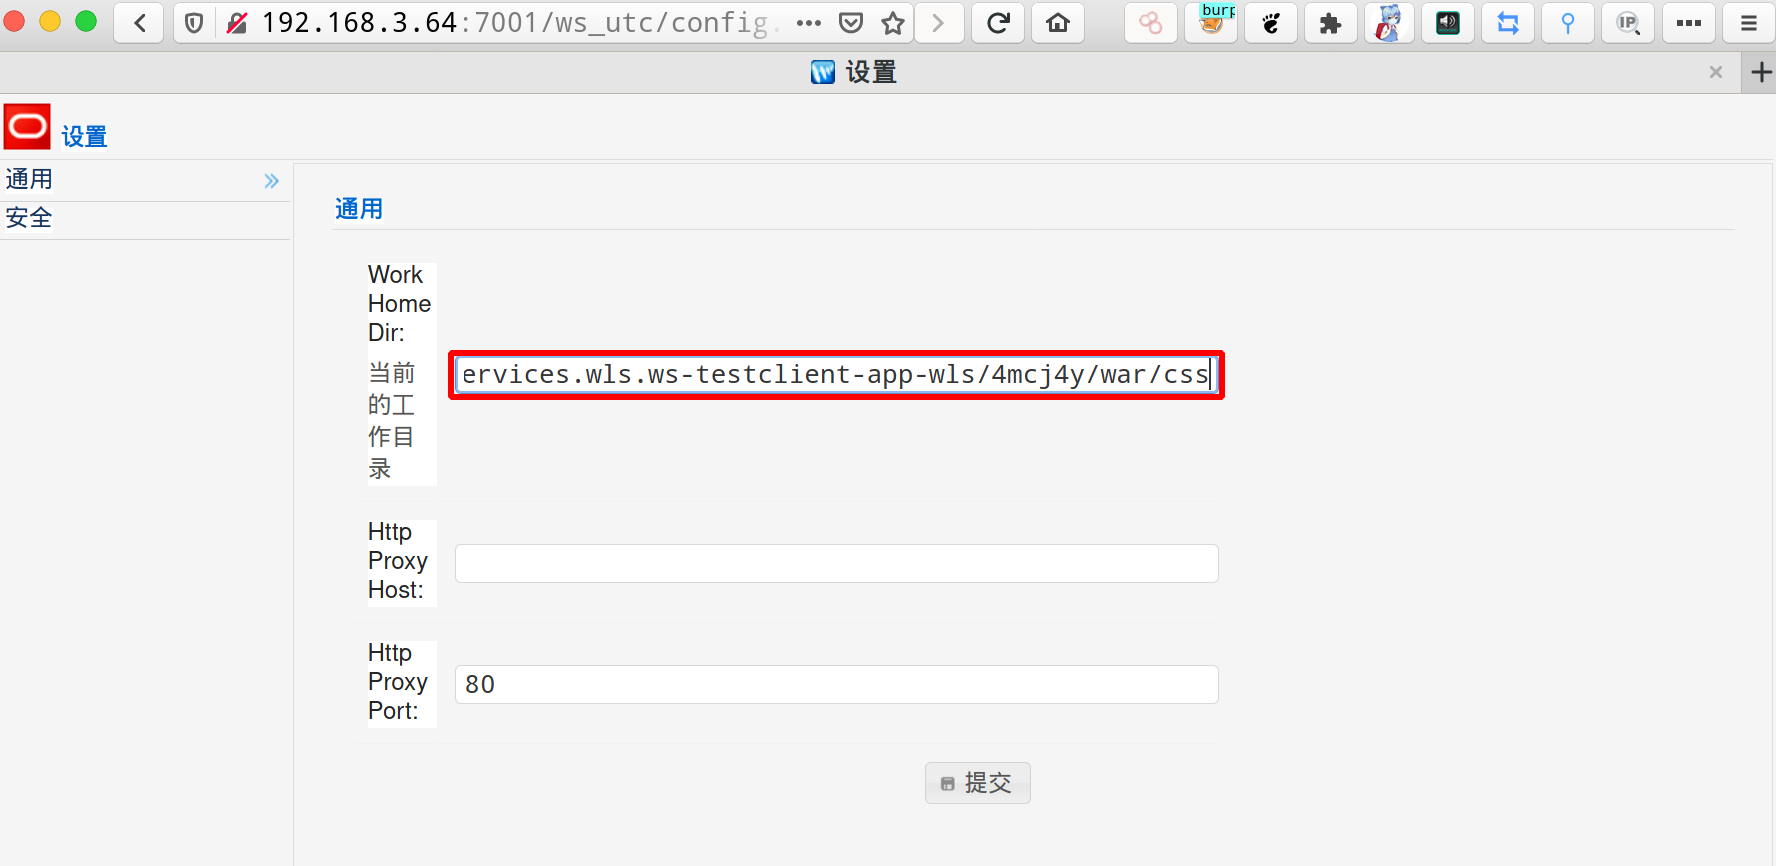 192.168.3.64:7001/ws_utc/config.
burp
IP
设置
设置
通用
安全
通用
Work
Home
Dir:
当前
的工
作目
录
ervices.wls.ws-testclient-app-wls/4mcj4y/war/css
Http
Proxy
Host:
Http
Proxy
Port:
80
提交